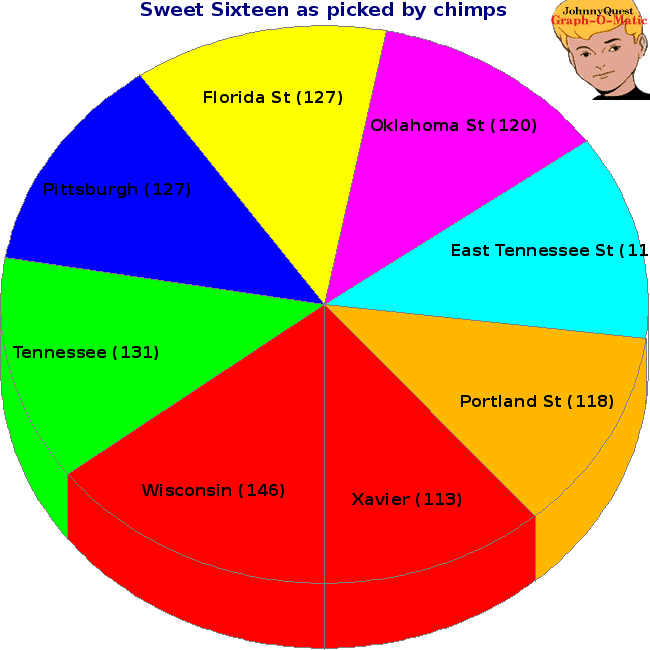 Sweet Sixteen as picked by chimps
JohnnyQuest
Graph-O-Matic
Florida St (127)
Oklahoma St (120)
Pittsburgh (127)
East Tennessee St (11
Tennessee (131)
Portland St (118)
Wisconsin (146)
Xavier (113)